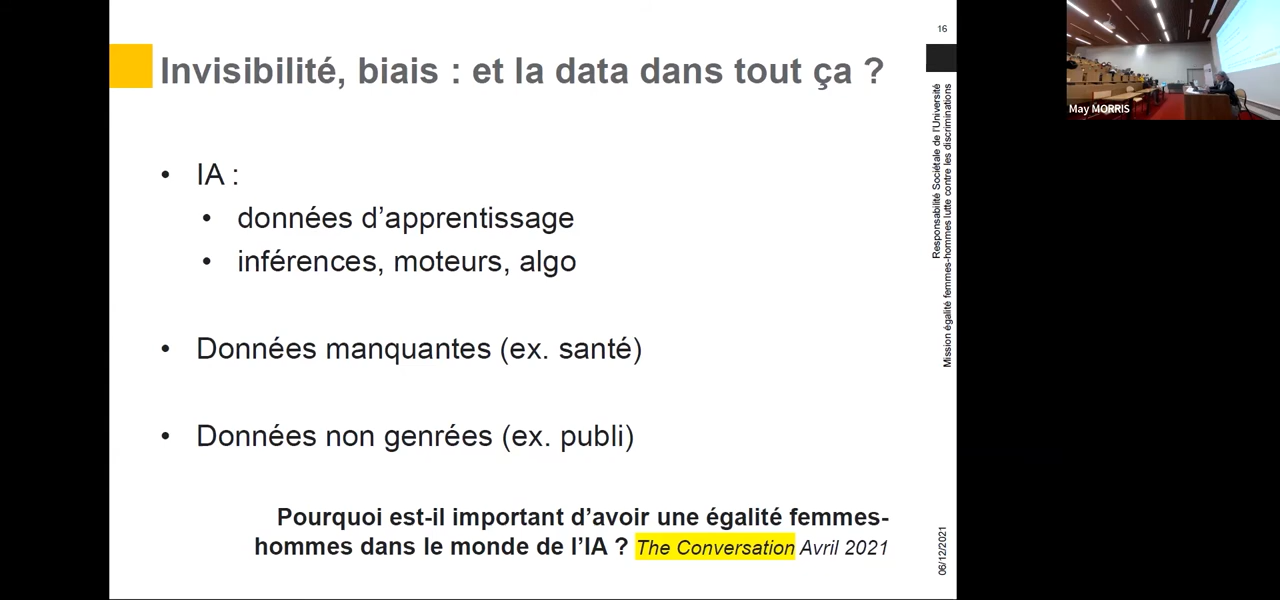 16
Invisibilité, biais : et la data dans tout ça ?
• IA :
• données d’apprentissage
• inférences, moteurs, algo
• Données manquantes (ex. santé)
• Données non genrées (ex. publi)
Pourquoi est-il important d’avoir une égalité femmes-
hommes dans le monde de l’IA ? The Conversation Avril 2021
Responsabilité Sociétale de l’Université
Mission égalité femmes-hommes lutte contre les discriminations
06/12/2021
May MORRIS